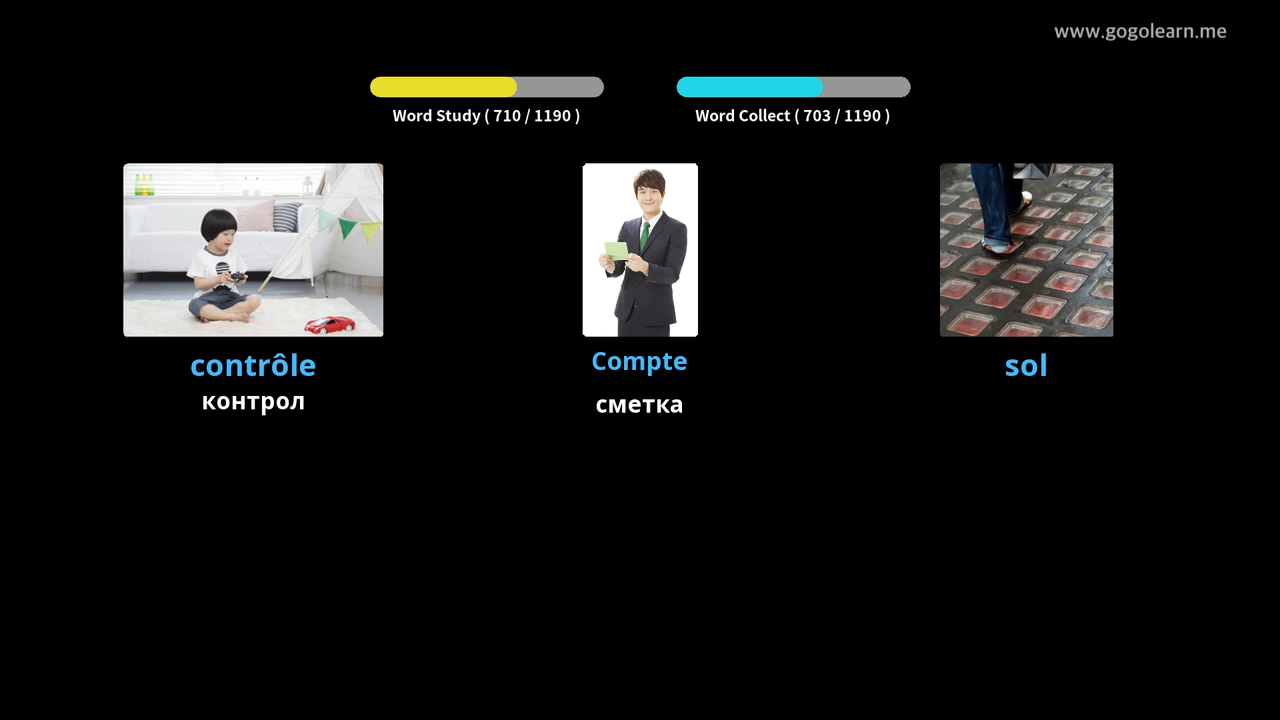 www.gogolearn.me
Word Study ( 710 / 1190 )
Word Collect ( 703 / 1190 )
contrôle
контрол
Compte
сметка
sol